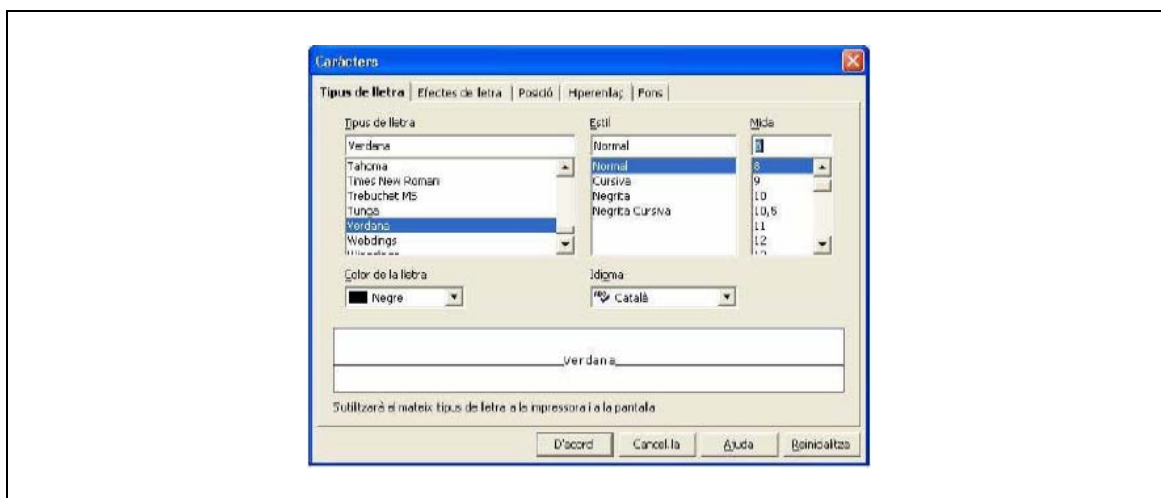 Caràcters
Tipus de lletra Efectes de lletra Posició Hiperenllaç Fons
Tipus de lletra Estil Mida
Verdana Normal 8
Tahoma Normal 8
Times New Roman Cursiva 9
Trebuchet MS Negrita 10
Tunga Negrita Cursiva 10,5
Verdana 11
Webdings 12
Color de la lletra Idioma
Negre Català
Verdana
S'utilitzarà el mateix tipus de lletra a la impressora i a la pantalla
D'acord Cancel.la Ajuda Reinicialitza